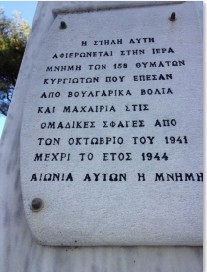 Η ΣΤΗΛΗ ΑΥΤΗ
ΑΦΙΕΡΩΝΕΤΑΙ ΣΤΗΝ ΙΕΡΑ
ΜΝΗΜΗ ΤΩΝ 158 ΘΥΜΑΤΩΝ
ΚΥΡΓΙΩΤΩΝ ΠΟΥ ΕΠΕΣΑΝ
ΑΠΟ ΒΟΥΛΓΑΡΙΚΑ ΒΟΛΙΑ
ΚΑΙ ΜΑΧΑΙΡΙΑ ΣΤΙΣ
ΟΜΑΔΙΚΕΣ ΣΦΑΓΕΣ ΑΠΟ
ΤΟΝ ΟΚΤΩΒΡΙΟ ΤΟΥ 1941
ΜΕΧΡΙ ΤΟ ΕΤΟΣ 1944
ΑΙΩΝΙΑ ΑΥΤΩΝ Η ΜΝΗΜΗ